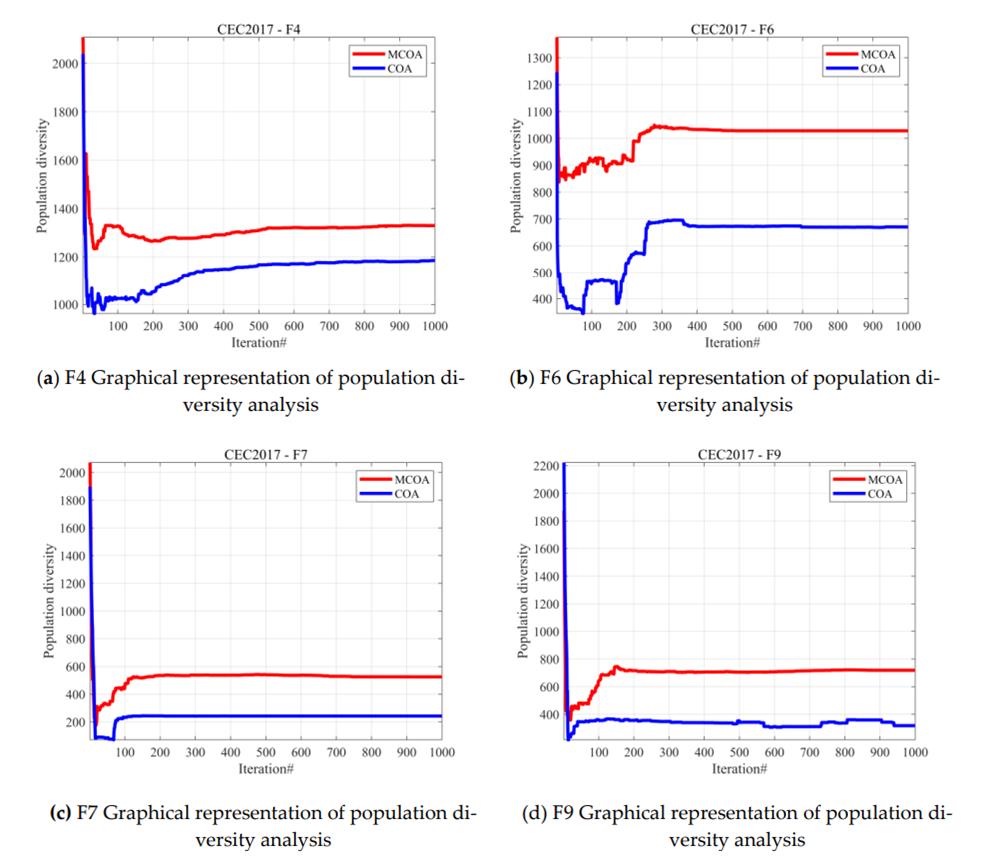 CEC2017 - F4
2000
1800
1600
1400
1200
1000
Population diversity
MCOA
COA
100 200 300 400 500 600 700 800 900 1000
Iteration#
(a) F4 Graphical representation of population di-
versity analysis
CEC2017 - F6
1300
1200
1100
1000
900
800
700
600
500
400
Population diversity
MCOA
COA
100 200 300 400 500 600 700 800 900 1000
Iteration#
(b) F6 Graphical representation of population di-
versity analysis
CEC2017 - F7
2000
1800
1600
1400
1200
1000
800
600
400
200
Population diversity
MCOA
COA
100 200 300 400 500 600 700 800 900 1000
Iteration#
(c) F7 Graphical representation of population di-
versity analysis
CEC2017 - F9
2200
2000
1800
1600
1400
1200
1000
800
600
400
Population diversity
MCOA
COA
100 200 300 400 500 600 700 800 900 1000
Iteration#
(d) F9 Graphical representation of population di-
versity analysis